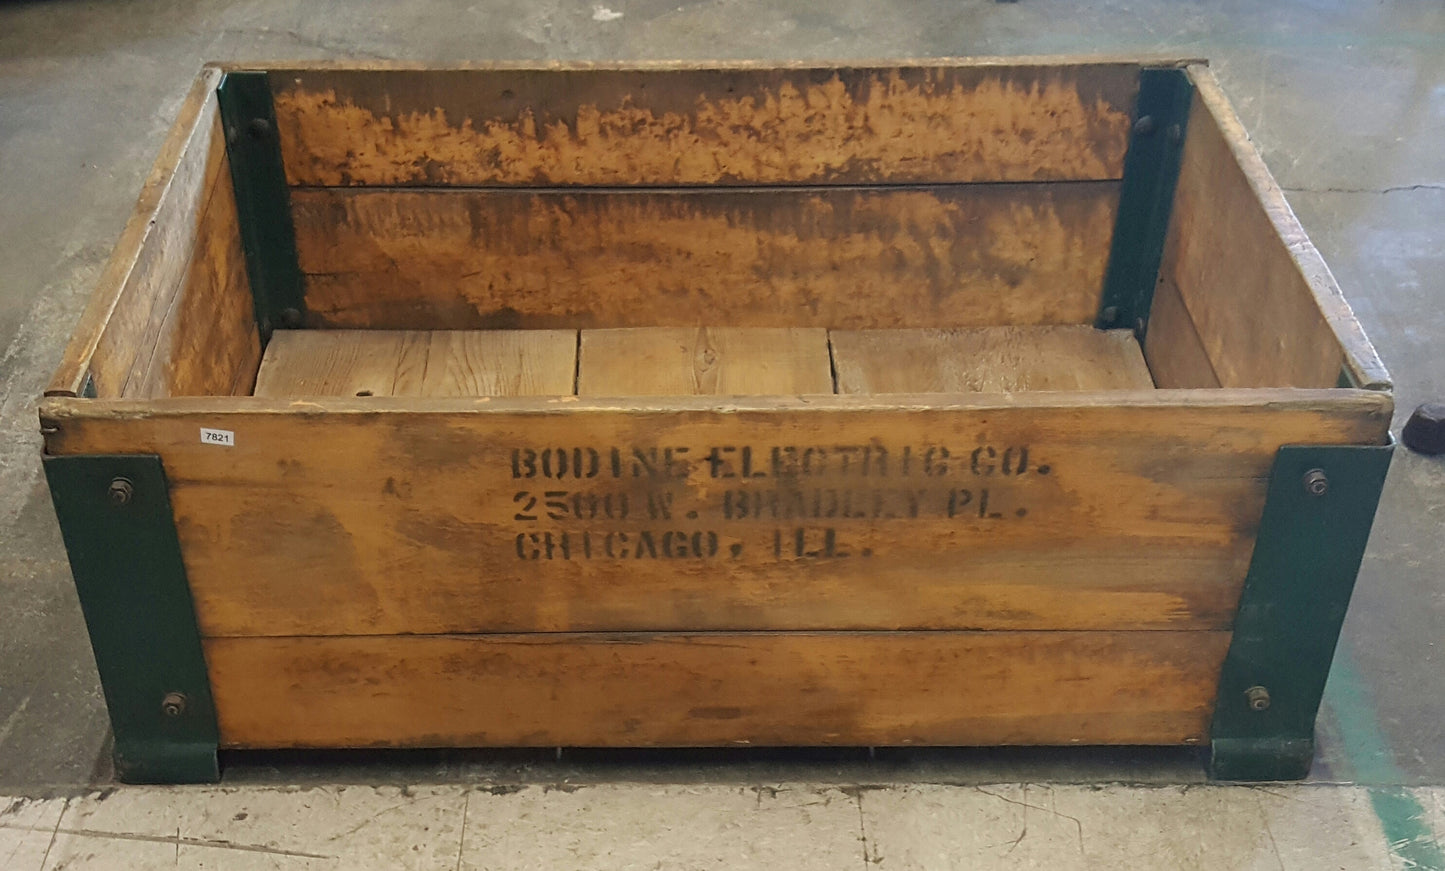 7821
BODINE ELECTRIC CO.
2500 W. BRADLEY PL.
CHICAGO, ILL.